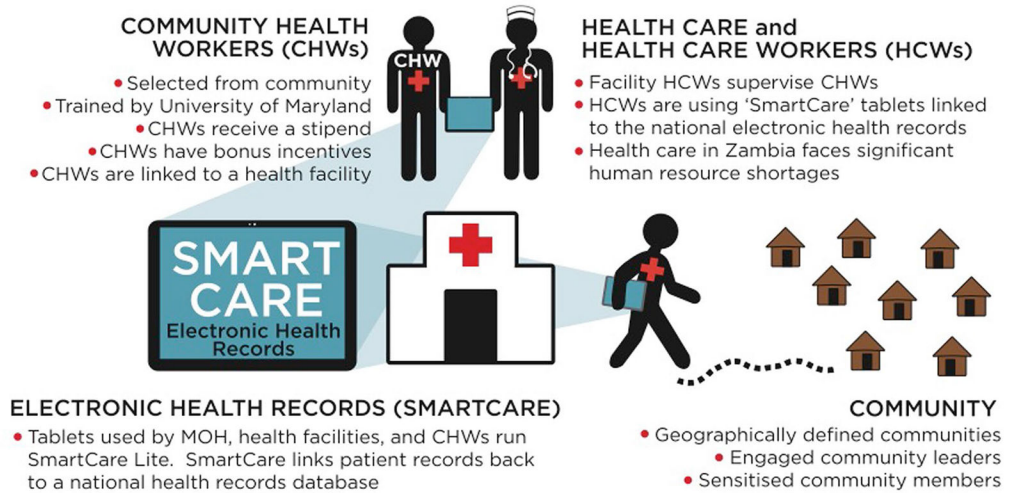 COMMUNITY HEALTH
WORKERS (CHWs)
• Selected from community
• Trained by University of Maryland
• CHWs receive a stipend
• CHWs have bonus incentives
• CHWs are linked to a health facility
CHW
HEALTH CARE and
HEALTH CARE WORKERS (HCWs)
• Facility HCWs supervise CHWs
• HCWs are using ‘SmartCare’ tablets linked
to the national electronic health records
• Health care in Zambia faces significant
human resource shortages
SMART
CARE
Electronic Health
Records
ELECTRONIC HEALTH RECORDS (SMARTCARE)
• Tablets used by MOH, health facilities, and CHWs run
SmartCare Lite. SmartCare links patient records back
to a national health records database
COMMUNITY
• Geographically defined communities
• Engaged community leaders
• Sensitised community members